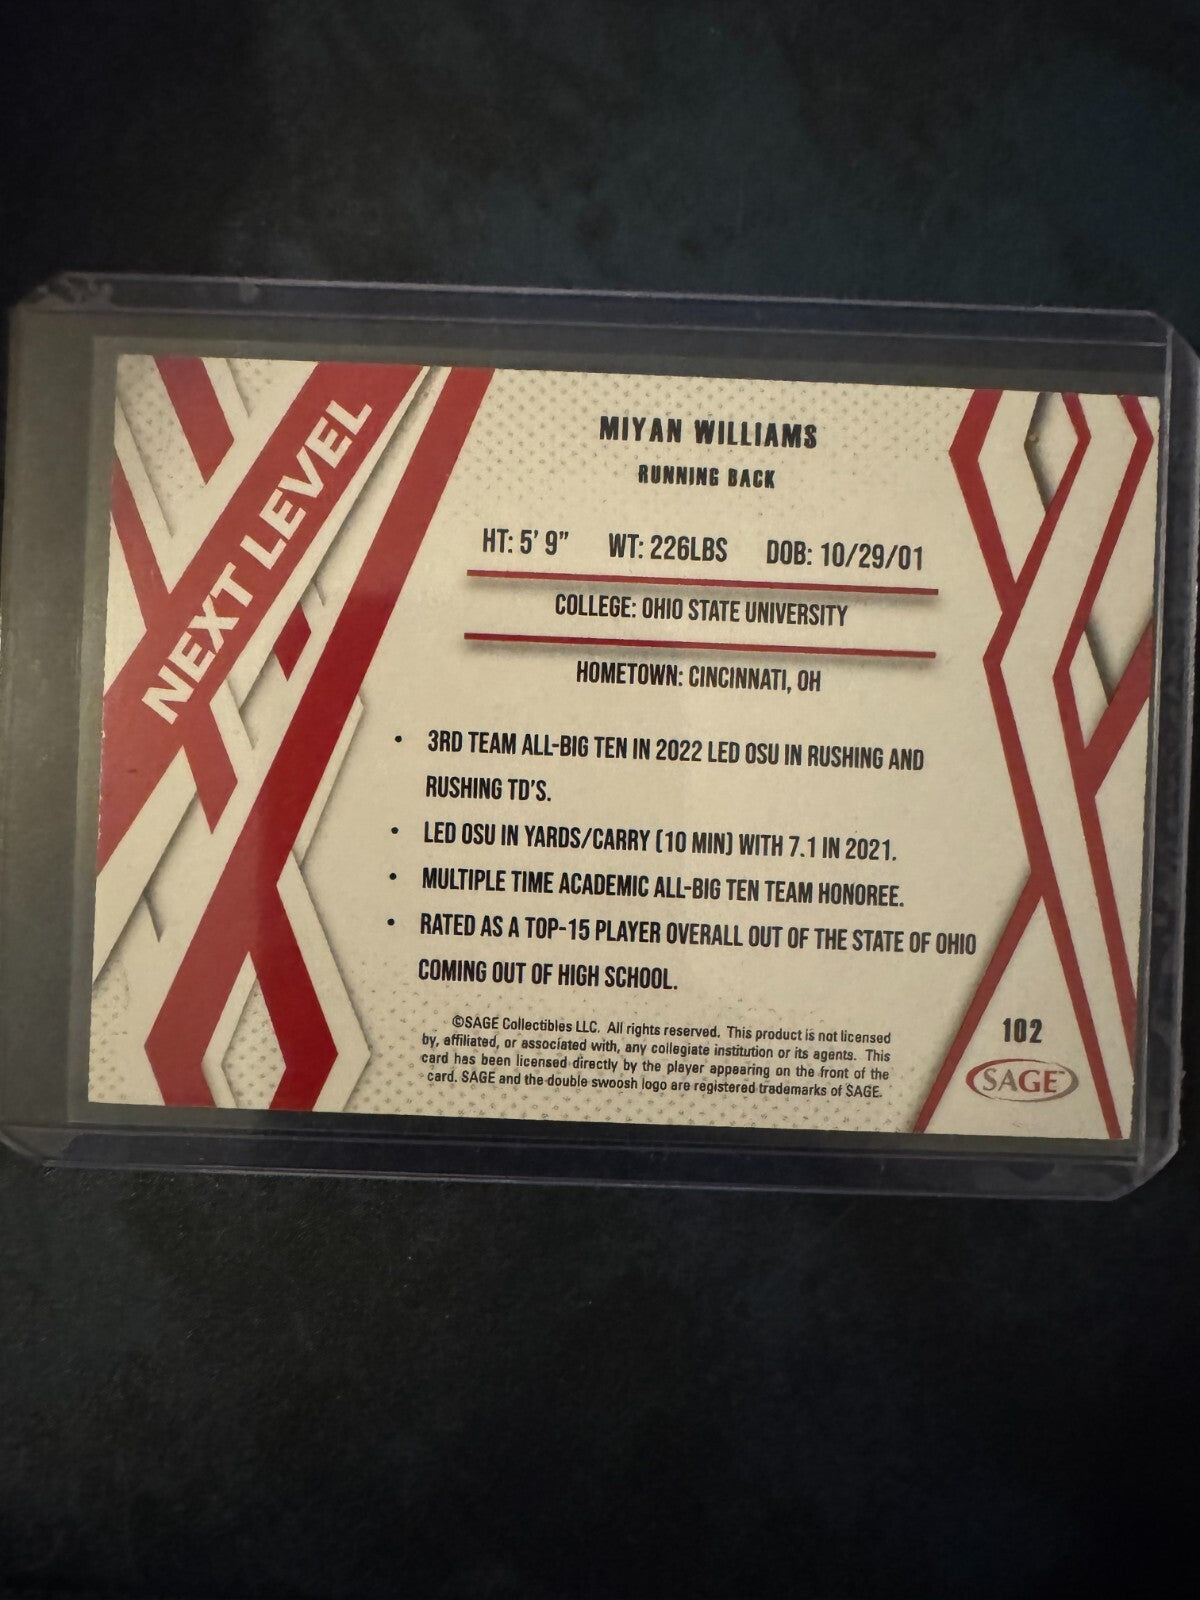 NEXT LEVEL
MIYAN WILLIAMS
RUNNING BACK
HT: 5' 9" WT: 226LBS DOB: 10/29/01
COLLEGE: OHIO STATE UNIVERSITY
HOMETOWN: CINCINNATI, OH
• 3RD TEAM ALL-BIG TEN IN 2022 LED OSU IN RUSHING AND
RUSHING TD'S.
• LED OSU IN YARDS/CARRY (10 MIN) WITH 7.1 IN 2021.
• MULTIPLE TIME ACADEMIC ALL-BIG TEN TEAM HONOREE.
• RATED AS A TOP-15 PLAYER OVERALL OUT OF THE STATE OF OHIO
COMING OUT OF HIGH SCHOOL.
©SAGE Collectibles LLC. All rights reserved. This product is not licensed
by, affiliated, or associated with, any collegiate institution or its agents. This
card has been licensed directly by the player appearing on the front of the
card. SAGE and the double swoosh logo are registered trademarks of SAGE.
102
SAGE™